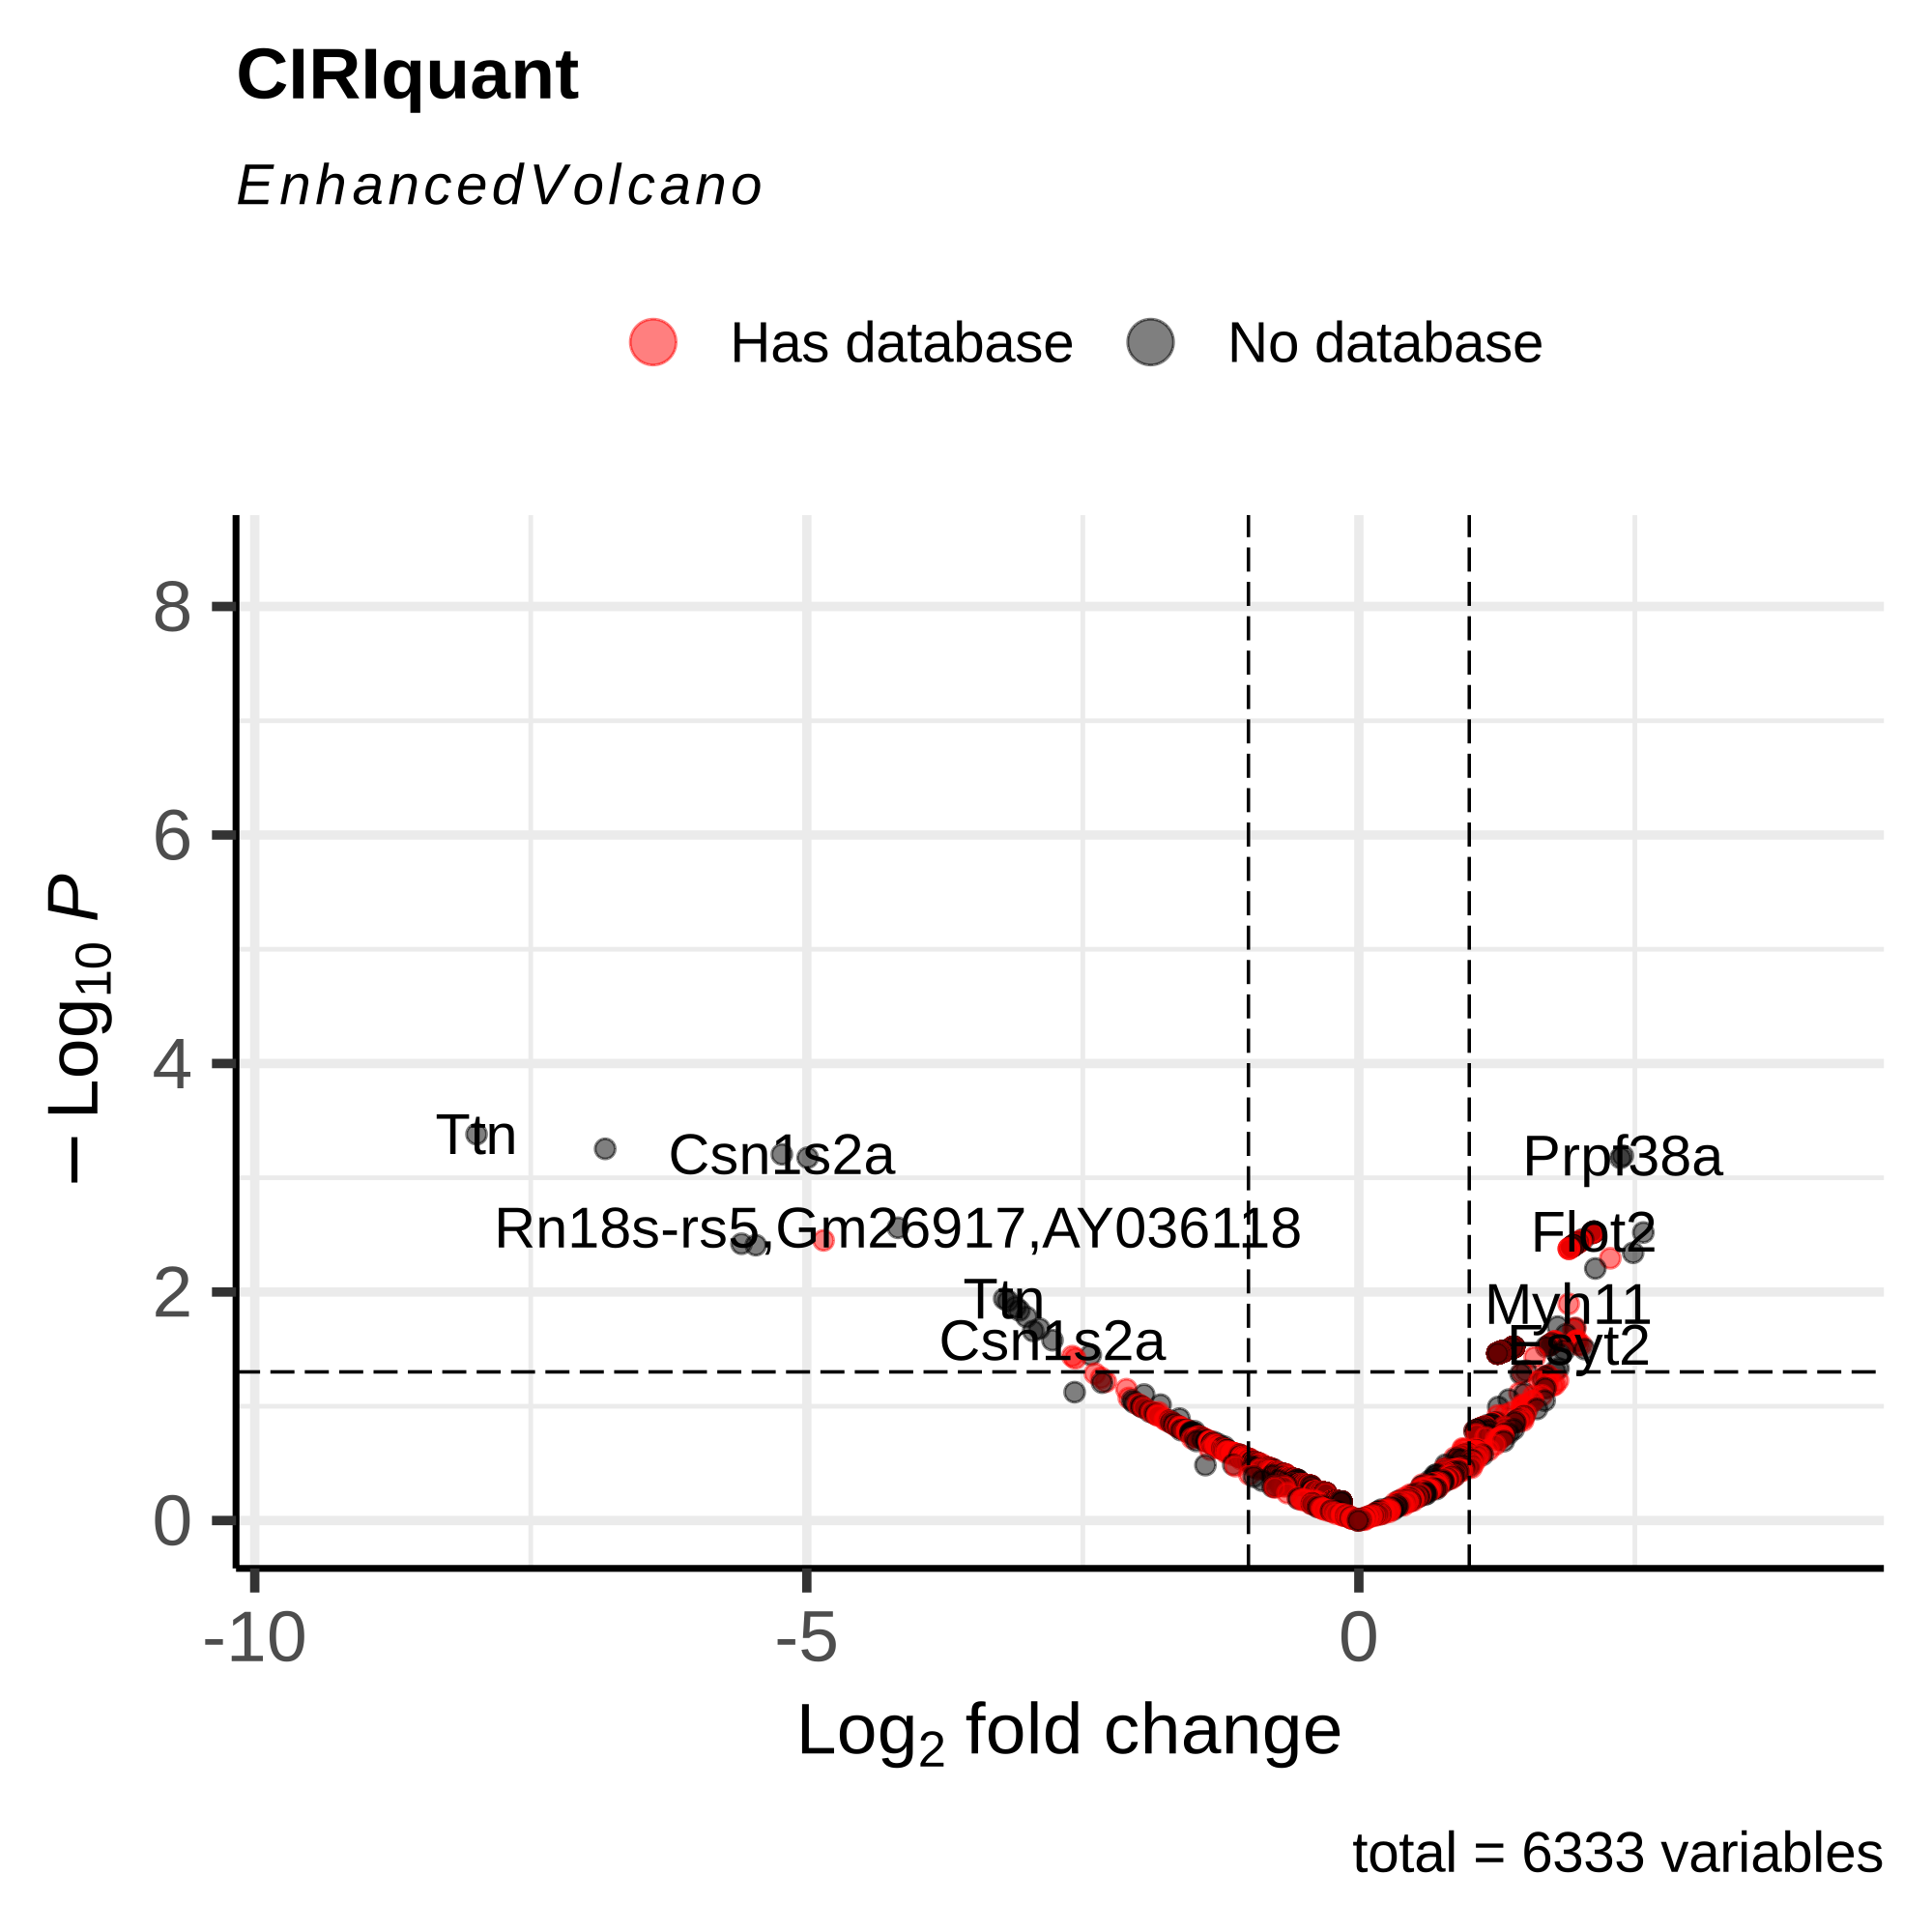 CIRIquant
EnhancedVolcano
Has database No database
8
6
4
2
0
− Log10 P
Ttn
Csn1s2a
Prpf38a
Rn18s-rs5,Gm26917,AY036118
Flot2
Ttn
Myh11
Csn1s2a
Esyt2
-10 -5 0
Log2 fold change
total = 6333 variables